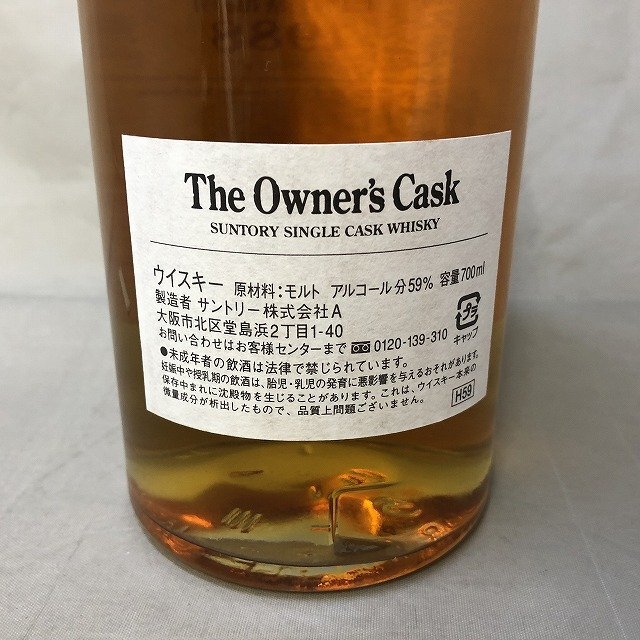 The Owner's Cask
SUNTORY SINGLE CASK WHISKY
ウイスキー 原材料:モルト アルコール分59% 容量700ml
製造者 サントリー株式会社A
大阪市北区堂島浜2丁目1-40
お問い合わせはお客様センターまで 0120-139-310
キャップ
●未成年者の飲酒は法律で禁じられています。
妊娠中や授乳期の飲酒は、胎児・乳児の発育に悪影響を与えるおそれがあります。
保存中まれに沈殿物を生じることがあります。これは、ウイスキー本来の
微量成分が析出したもので、品質上問題ございません。
H59